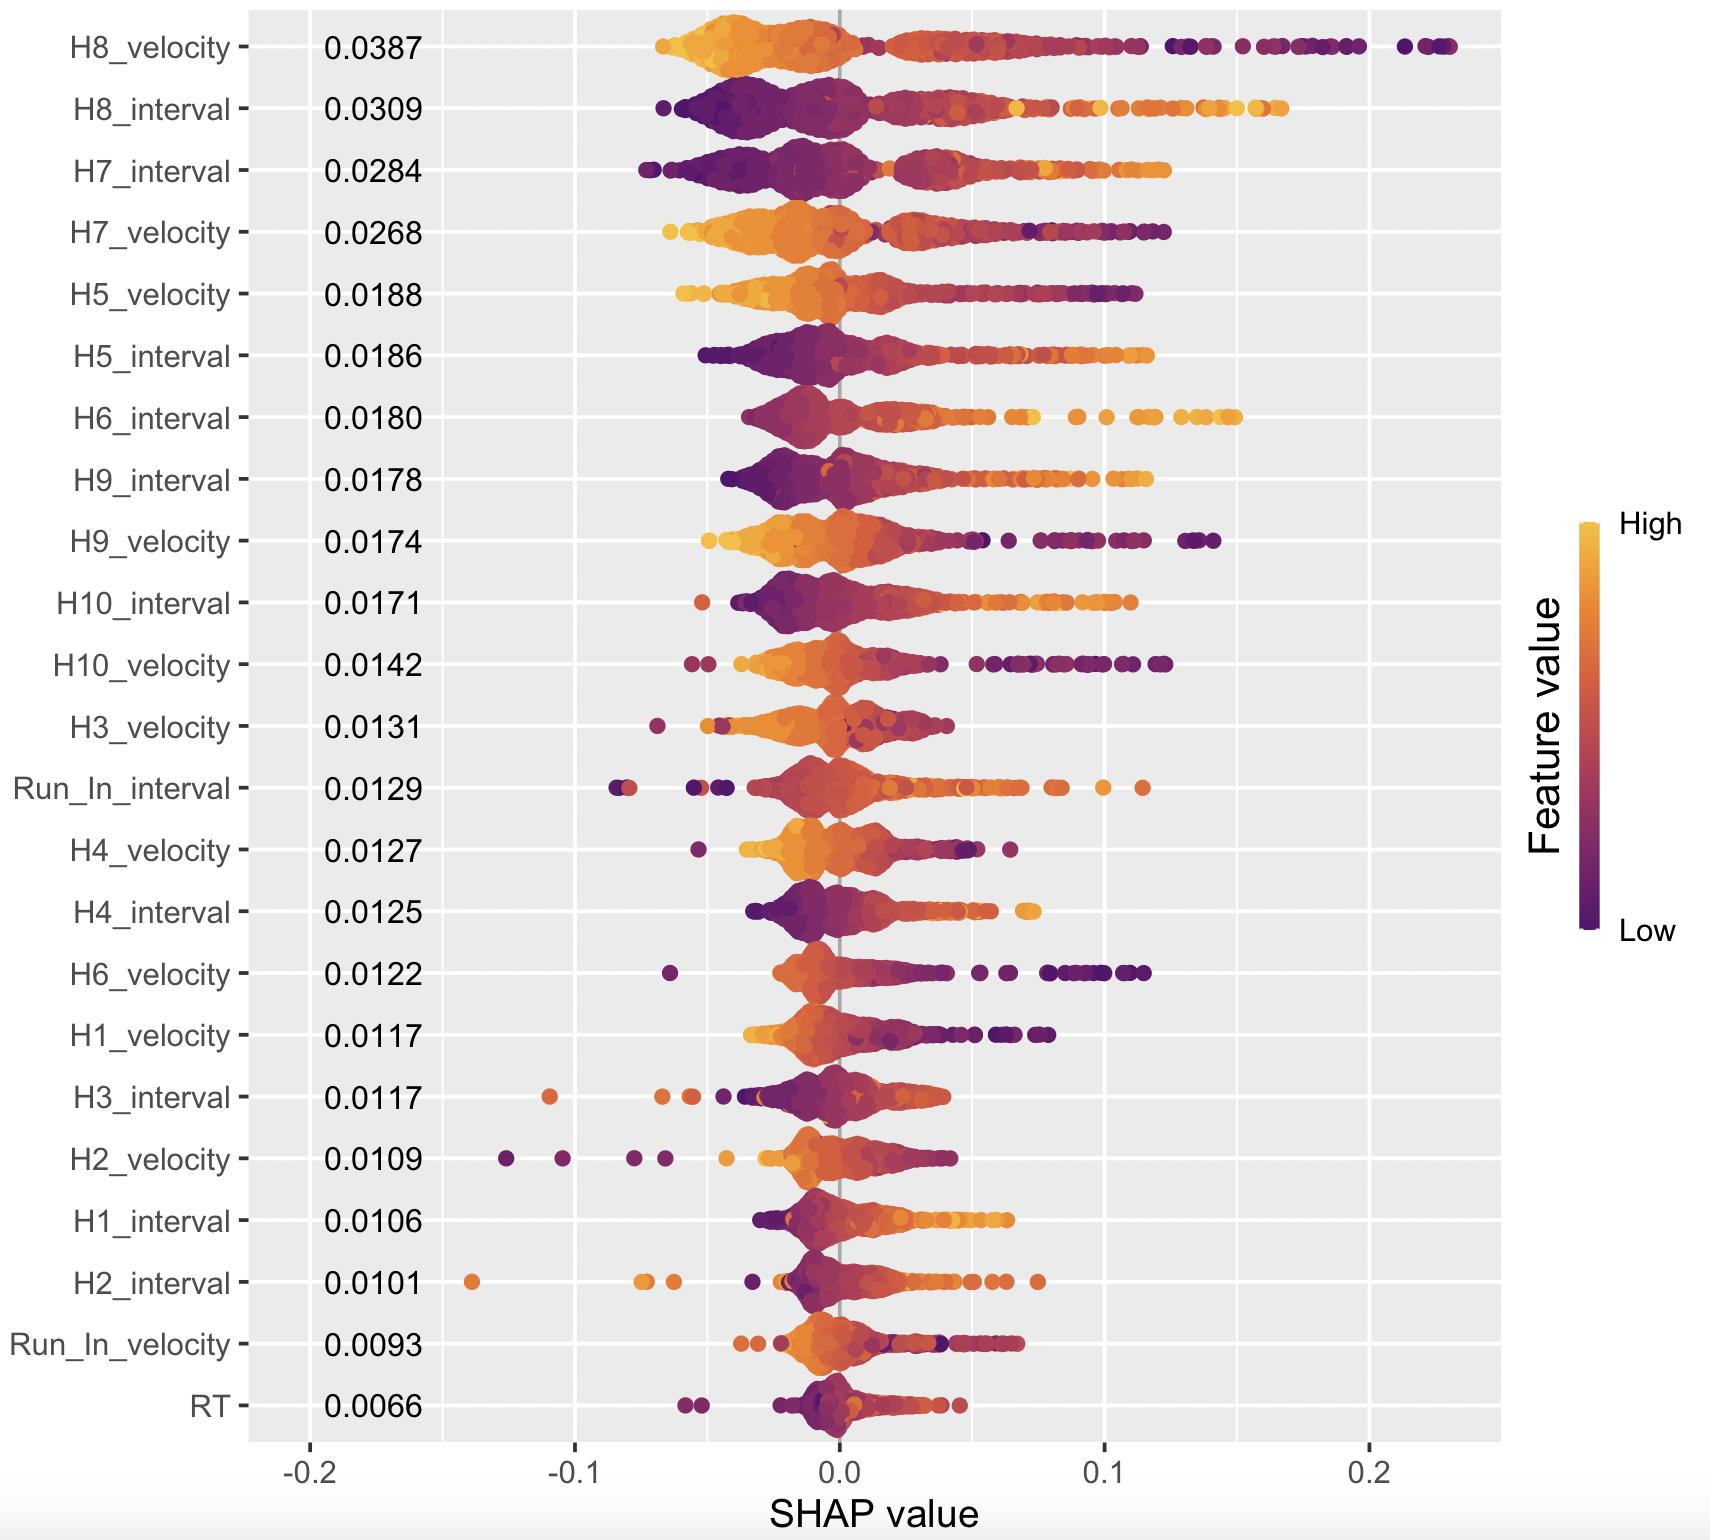 H8_velocity 0.0387
H8_interval 0.0309
H7_interval 0.0284
H7_velocity 0.0268
H5_velocity 0.0188
H5_interval 0.0186
H6_interval 0.0180
H9_interval 0.0178
H9_velocity 0.0174
H10_interval 0.0171
H10_velocity 0.0142
H3_velocity 0.0131
Run_In_interval 0.0129
H4_velocity 0.0127
H4_interval 0.0125
H6_velocity 0.0122
H1_velocity 0.0117
H3_interval 0.0117
H2_velocity 0.0109
H1_interval 0.0106
H2_interval 0.0101
Run_In_velocity 0.0093
RT 0.0066
-0.2 -0.1 0.0 0.1 0.2
SHAP value
Feature value
High
Low